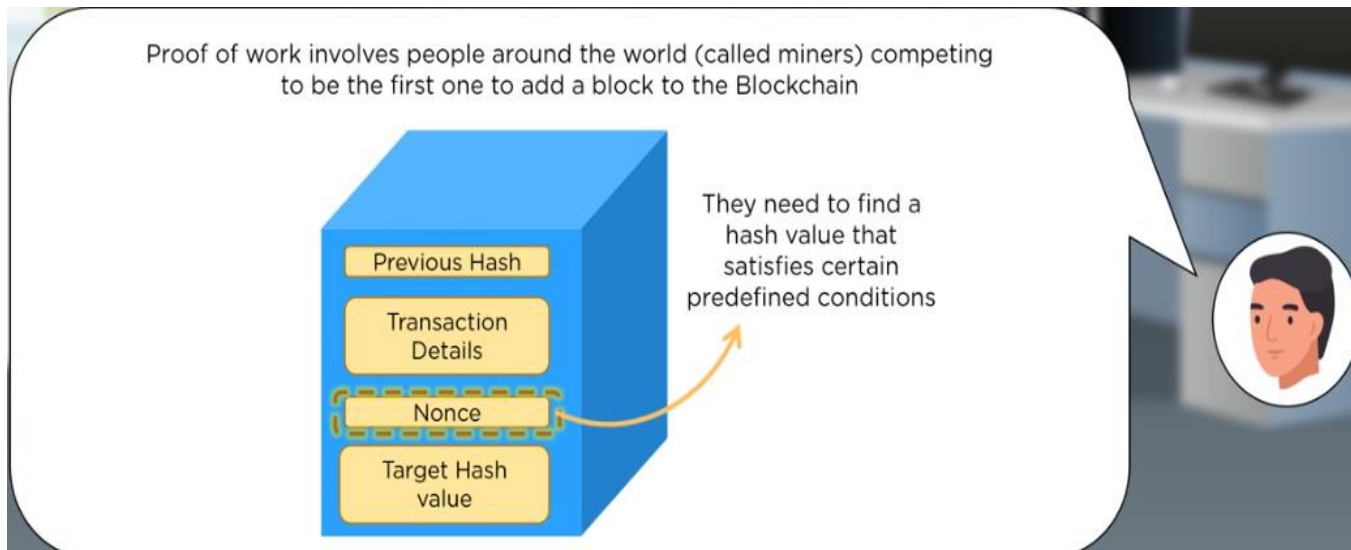 Proof of work involves people around the world (called miners) competing
to be the first one to add a block to the Blockchain
They need to find a
hash value that
satisfies certain
predefined conditions
Previous Hash
Transaction
Details
Nonce
Target Hash
value